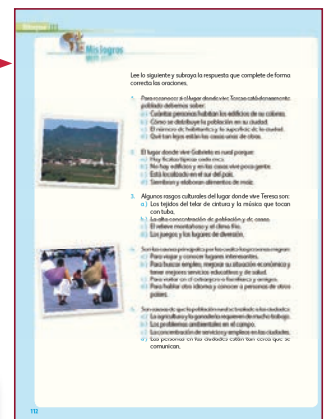 Bloque III
Mis logros
Lee lo siguiente y subraya la respuesta que complete de forma
correcta las oraciones.
1. Para reconocer si el lugar donde vive Teresa está densamente
poblado debemos saber:
a) Cuántas personas habitan los edificios de su colonia.
b) Cómo se distribuye la población en su ciudad.
c) El número de habitantes y la superficie de la ciudad.
d) Qué tan lejos están las casas unas de otras.
2. El lugar donde vive Gabriela es rural porque:
a) Hay fiestas típicas cada
b) No hay edificios y en las casas vive poca gente.
c) Está localizado en el sur del país.
d) Siembran y elaboran alimentos de maíz.
3. Algunos rasgos culturales del lugar donde vive Teresa son:
a) Los tejidos del telar de cintura y la música que tocan
con tuba.
b) La alta concentración de población y de casas.
c) El relieve montañoso y el clima frío.
d) Los juegos y los lugares de diversión.
4. Son las causas principales por las cuales las personas migran:
a) Para viajar y conocer lugares interesantes.
b) Para buscar empleo, mejorar su situación económica y
tener mejores servicios educativos y de salud.
c) Para visitar en el extranjero a familiares y amigos.
d) Para hablar otro idioma y conocer a personas de otros
países.
5. Son causas de que la población rural se traslade a las ciudades:
a) La agricultura y la ganadería requieren de mucho trabajo.
b) Los problemas ambientales en el campo.
c) La concentración de servicios y empleos en las ciudades.
d) Las personas en las ciudades están tan cerca que se
comunican.
112